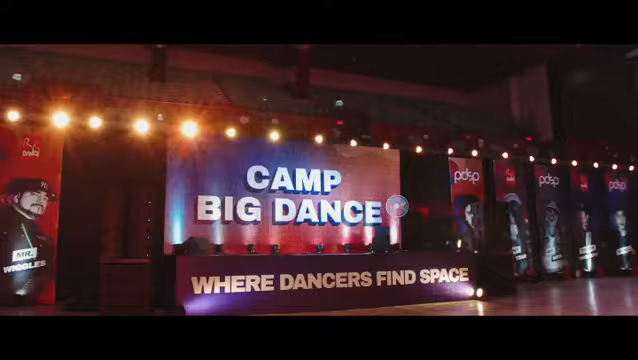 CAMP
BIG DANCE
WHERE DANCERS FIND SPACE
MR.
WIGGLES
pdsp
pdsp
pdsp